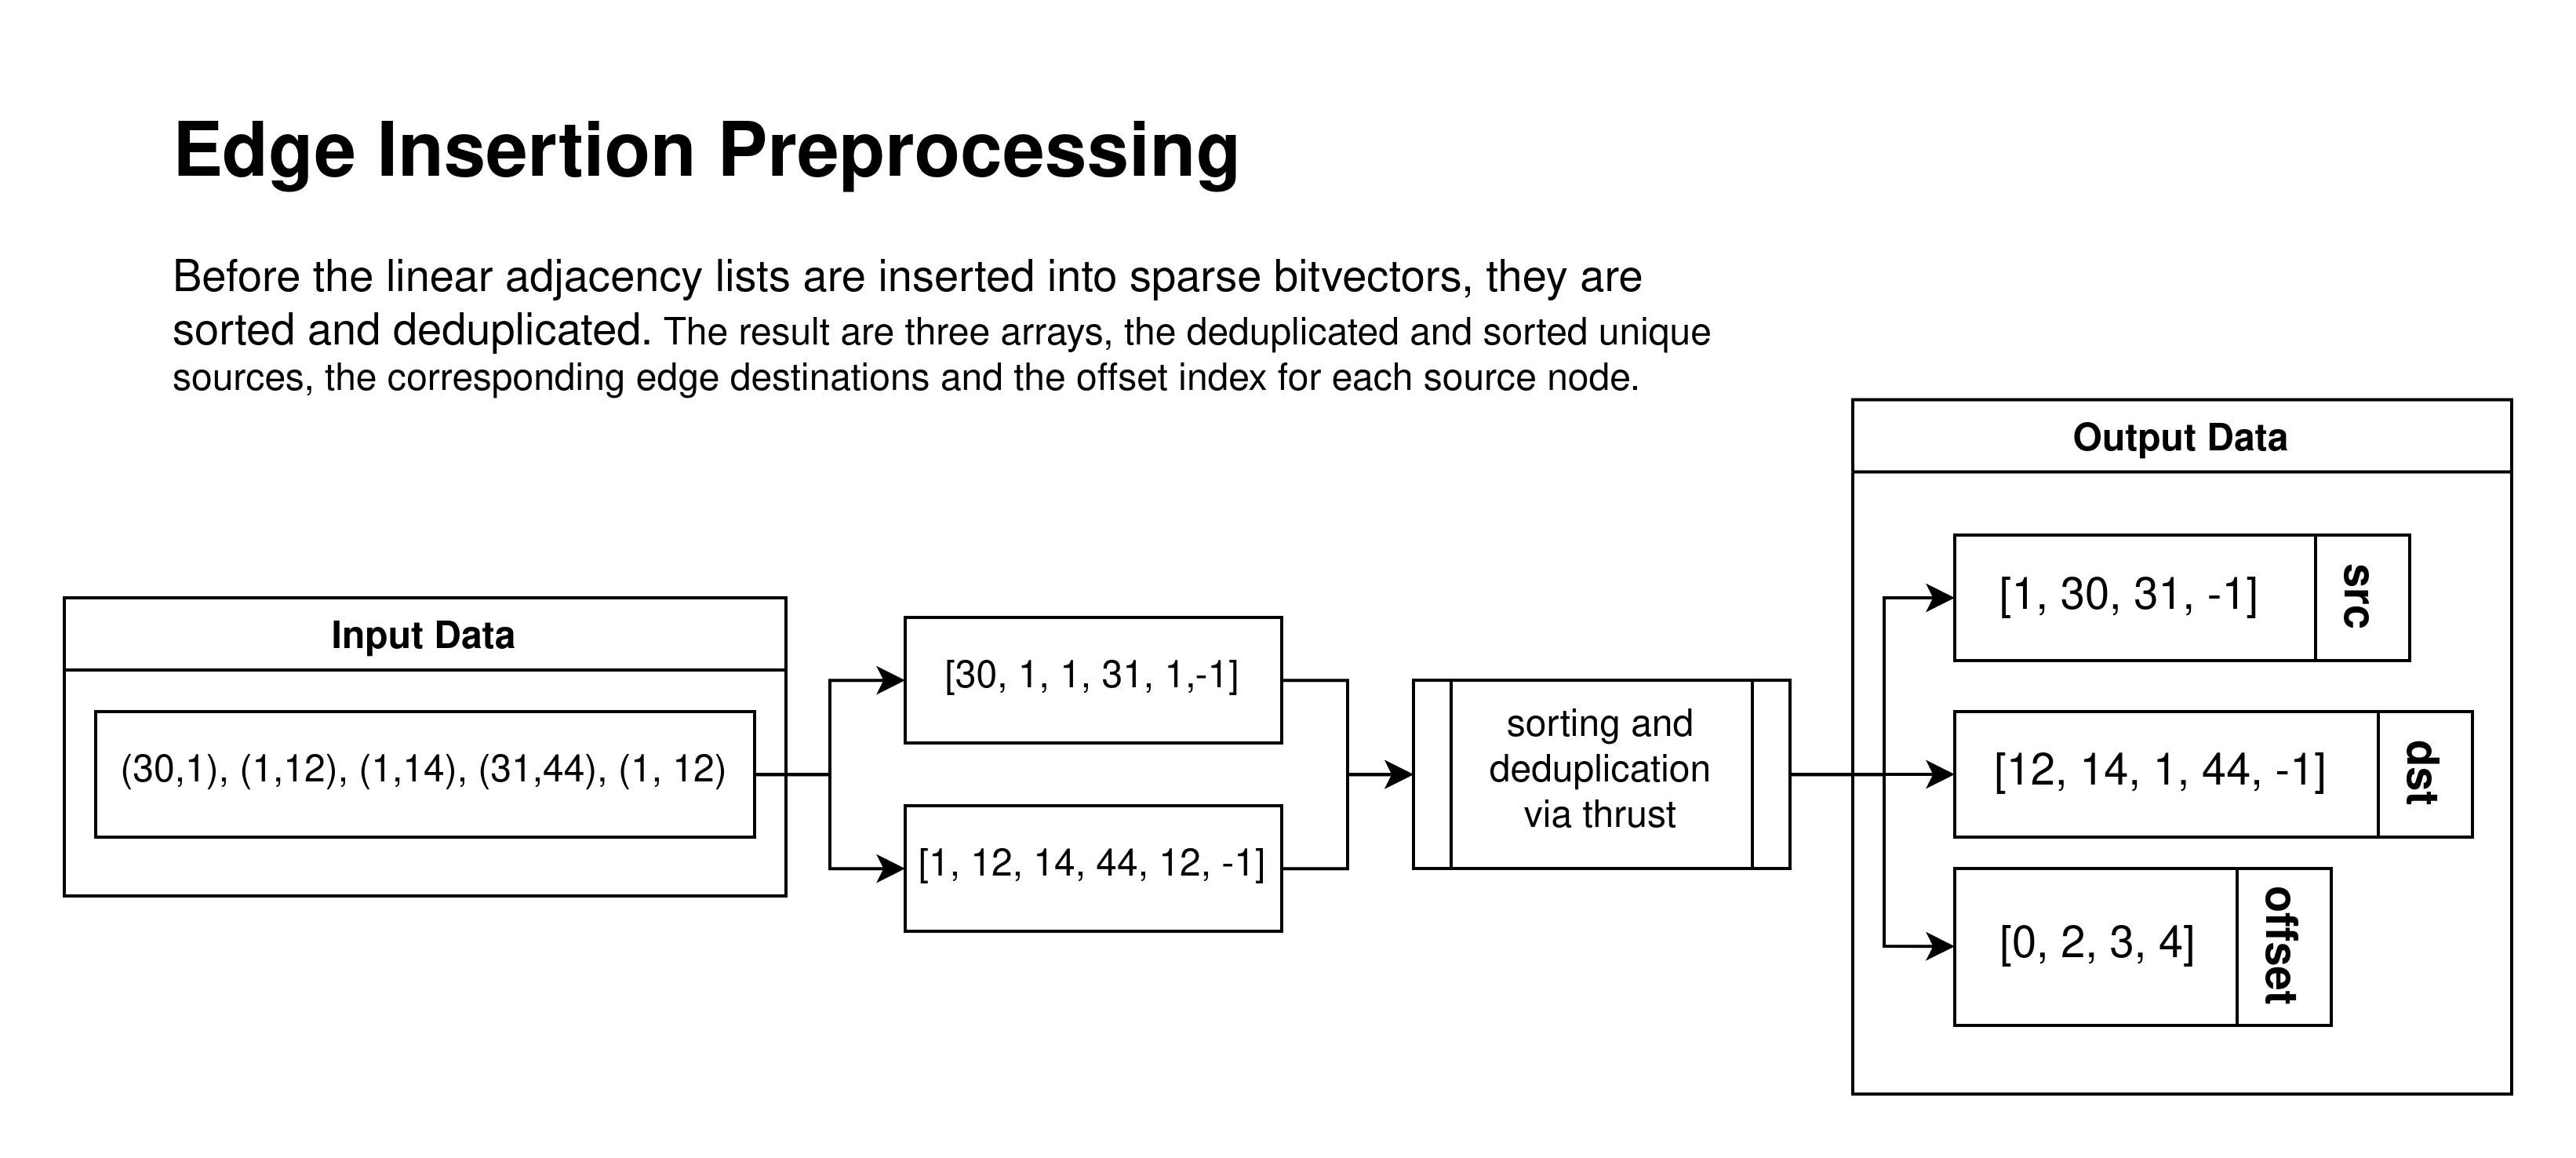 Edge Insertion Preprocessing
Before the linear adjacency lists are inserted into sparse bitvectors, they are
sorted and deduplicated. The result are three arrays, the deduplicated and sorted unique
sources, the corresponding edge destinations and the offset index for each source node.
Input Data
(30,1), (1,12), (1,14), (31,44), (1, 12)
[30, 1, 1, 31, 1,-1]
[1, 12, 14, 44, 12, -1]
sorting and
deduplication
via thrust
Output Data
[1, 30, 31, -1]
src
[12, 14, 1, 44, -1]
dst
[0, 2, 3, 4]
offset